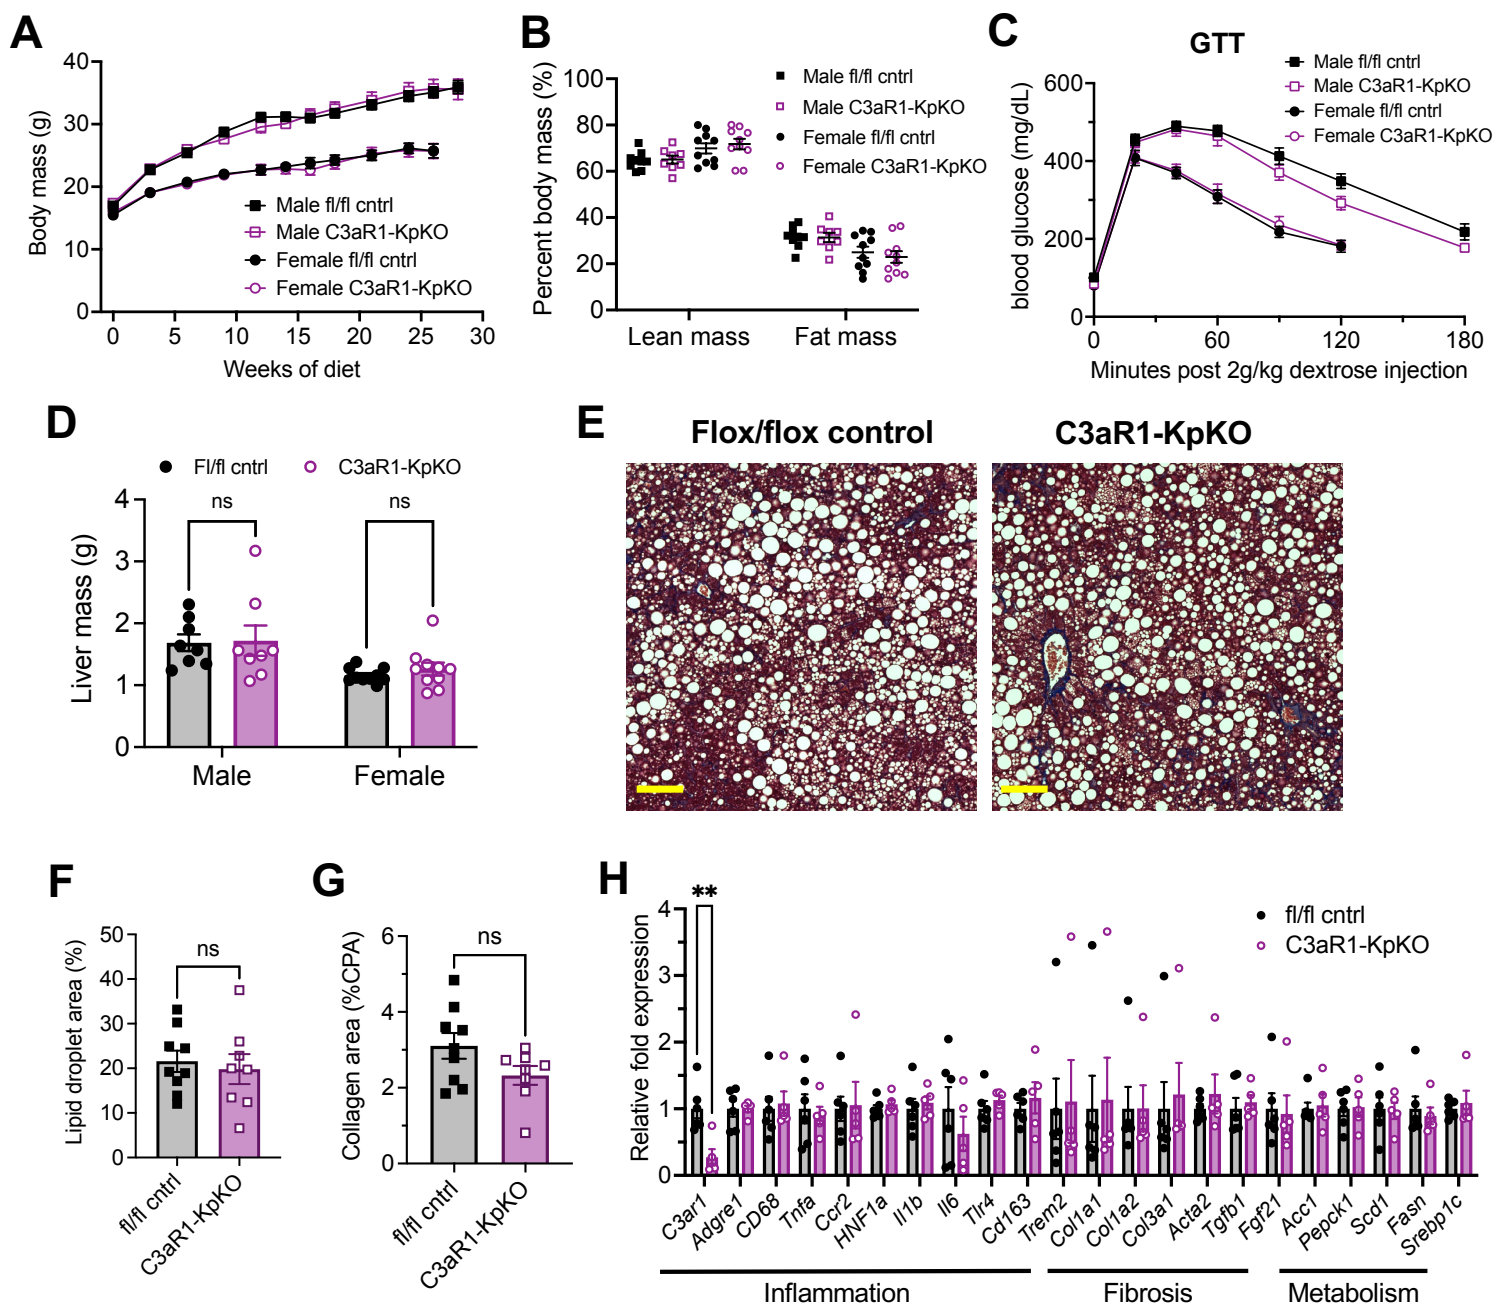 A
Body mass (g)
40
30
20
10
0
0 5 10 15 20 25 30
Weeks of diet
Male fl/fl cntrl
Male C3aR1-KpKO
Female fl/fl cntrl
Female C3aR1-KpKO
B
Percent body mass (%)
100
80
60
40
20
0
Lean mass Fat mass
Male fl/fl cntrl
Male C3aR1-KpKO
Female fl/fl cntrl
Female C3aR1-KpKO
C
GTT
blood glucose (mg/dL)
600
400
200
0
0 60 120 180
Minutes post 2g/kg dextrose injection
Male fl/fl cntrl
Male C3aR1-KpKO
Female fl/fl cntrl
Female C3aR1-KpKO
D
Fl/fl cntrl C3aR1-KpKO
Liver mass (g)
4
3
2
1
0
ns ns
Male Female
E
Flox/flox control C3aR1-KpKO
F
Lipid droplet area (%)
50
40
30
20
10
0
ns
fl/fl cntrl
C3aR1-KpKO
G
Collagen area (%CPA)
6
4
2
0
ns
fl/fl cntrl
C3aR1-KpKO
H
Relative fold expression
4
3
2
1
0
**
fl/fl cntrl
C3aR1-KpKO
C3ar1
Adgre1
CD68
Tnfa
Ccr2
HNF1a
Il1b
Il6
Tlr4
Cd163
Trem2
Col1a1
Col1a2
Col3a1
Acta2
Tgfb1
Fgf21
Acc1
Pepck1
Scd1
Fasn
Srebp1c
Inflammation Fibrosis Metabolism